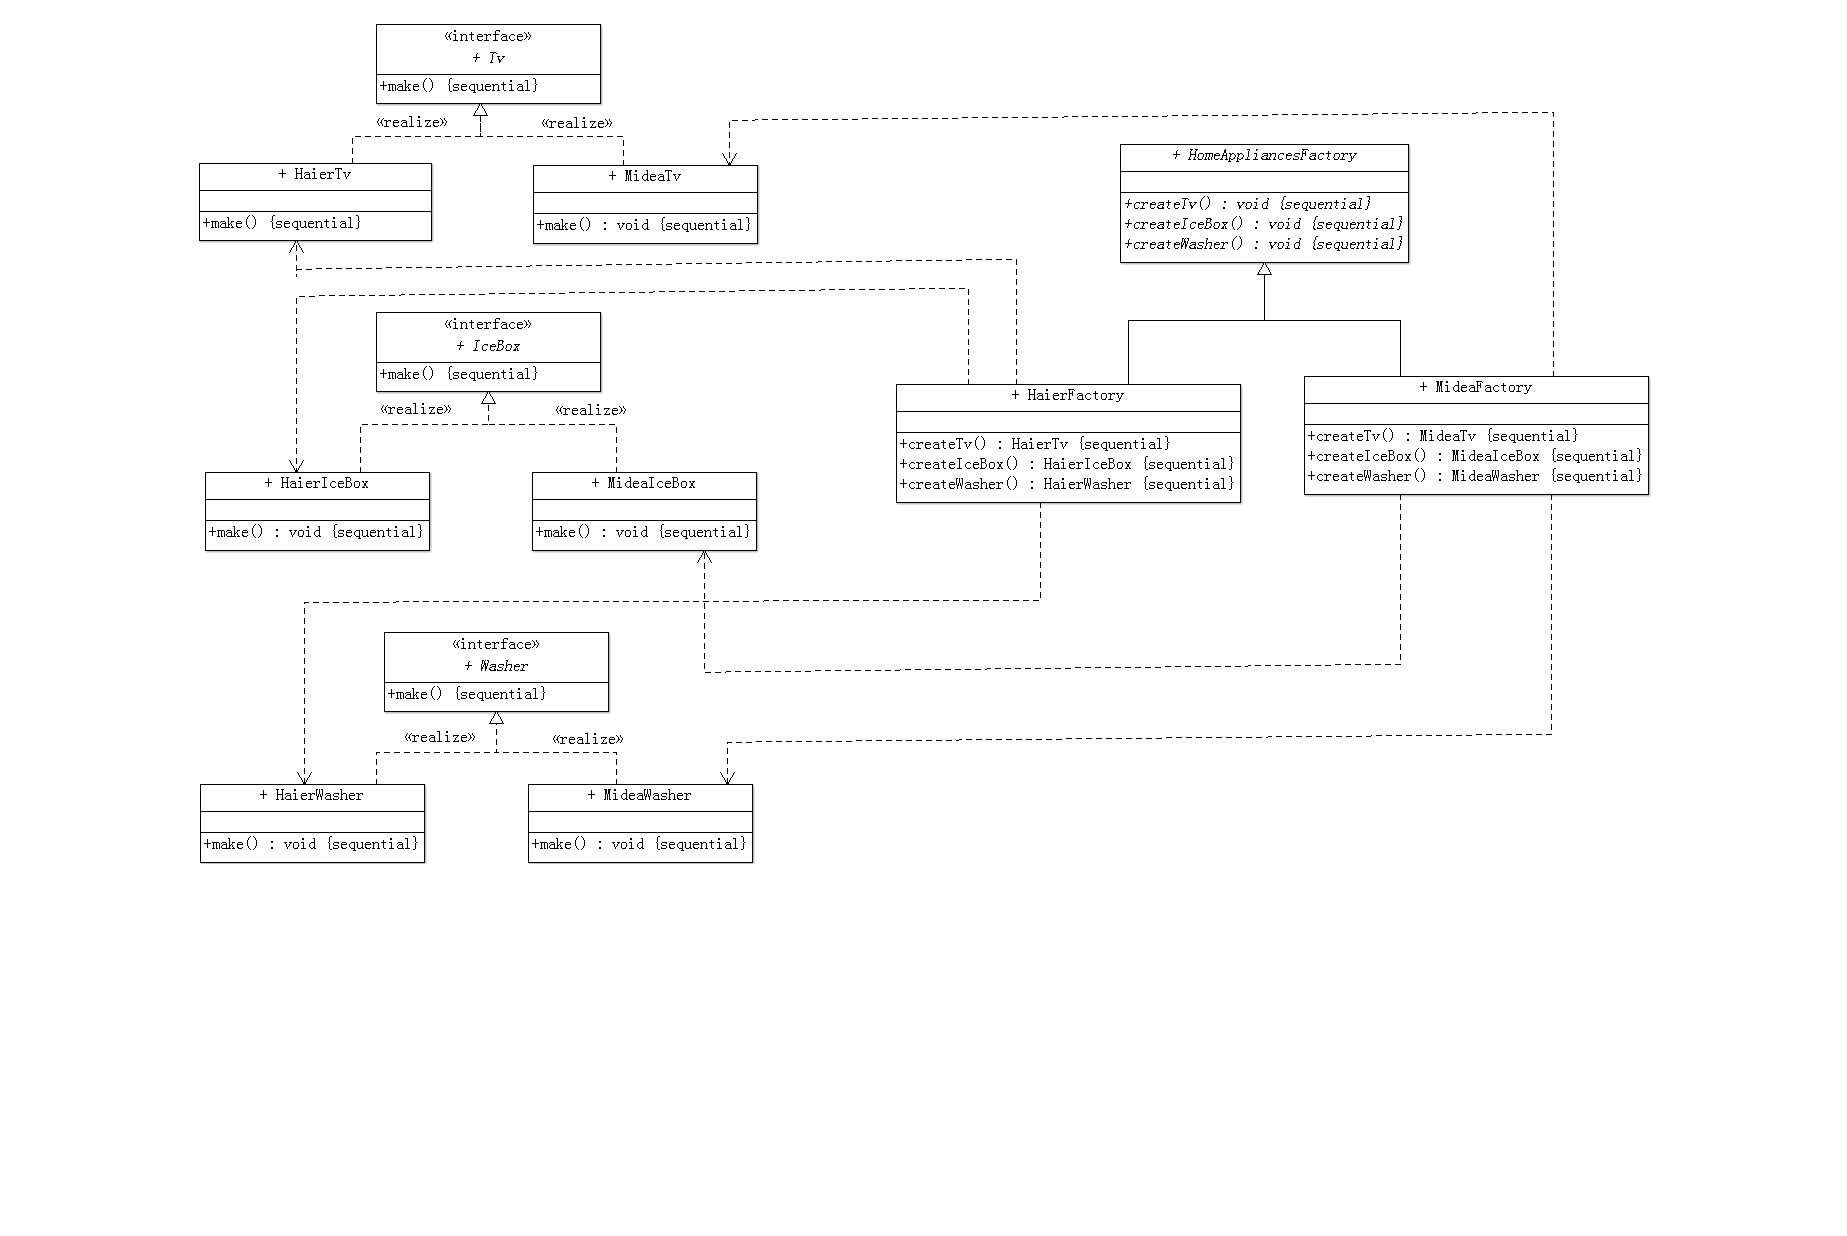 «interface»
+ Tv
+make() {sequential}
«realize»
«realize»
+ HaierTv
+make() {sequential}
+ MideaTv
+make() : void {sequential}
+ HomeAppliancesFactory
+createTv() : void {sequential}
+createIceBox() : void {sequential}
+createWasher() : void {sequential}
«interface»
+ IceBox
+make() {sequential}
«realize»
«realize»
+ HaierIceBox
+make() : void {sequential}
+ MideaIceBox
+make() : void {sequential}
+ HaierFactory
+createTv() : HaierTv {sequential}
+createIceBox() : HaierIceBox {sequential}
+createWasher() : HaierWasher {sequential}
+ MideaFactory
+createTv() : MideaTv {sequential}
+createIceBox() : MideaIceBox {sequential}
+createWasher() : MideaWasher {sequential}
«interface»
+ Washer
+make() {sequential}
«realize»
«realize»
+ HaierWasher
+make() : void {sequential}
+ MideaWasher
+make() : void {sequential}